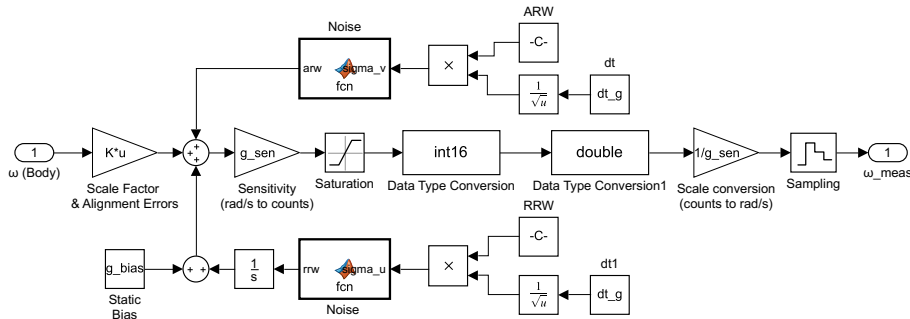 Noise
ARW
-C-
arw
sigma_v
fcn
×
dt
1
√u
dt_g
1
ω (Body)
K*u
Scale Factor
& Alignment Errors
+
+
+
g_sen
Sensitivity
(rad/s to counts)
Saturation
int16
Data Type Conversion
double
Data Type Conversion1
1/g_sen
Scale conversion
(counts to rad/s)
Sampling
1
ω_meas
RRW
-C-
g_bias
Static
Bias
+ +
1
s
rrw
sigma_u
fcn
Noise
×
dt1
1
√u
dt_g